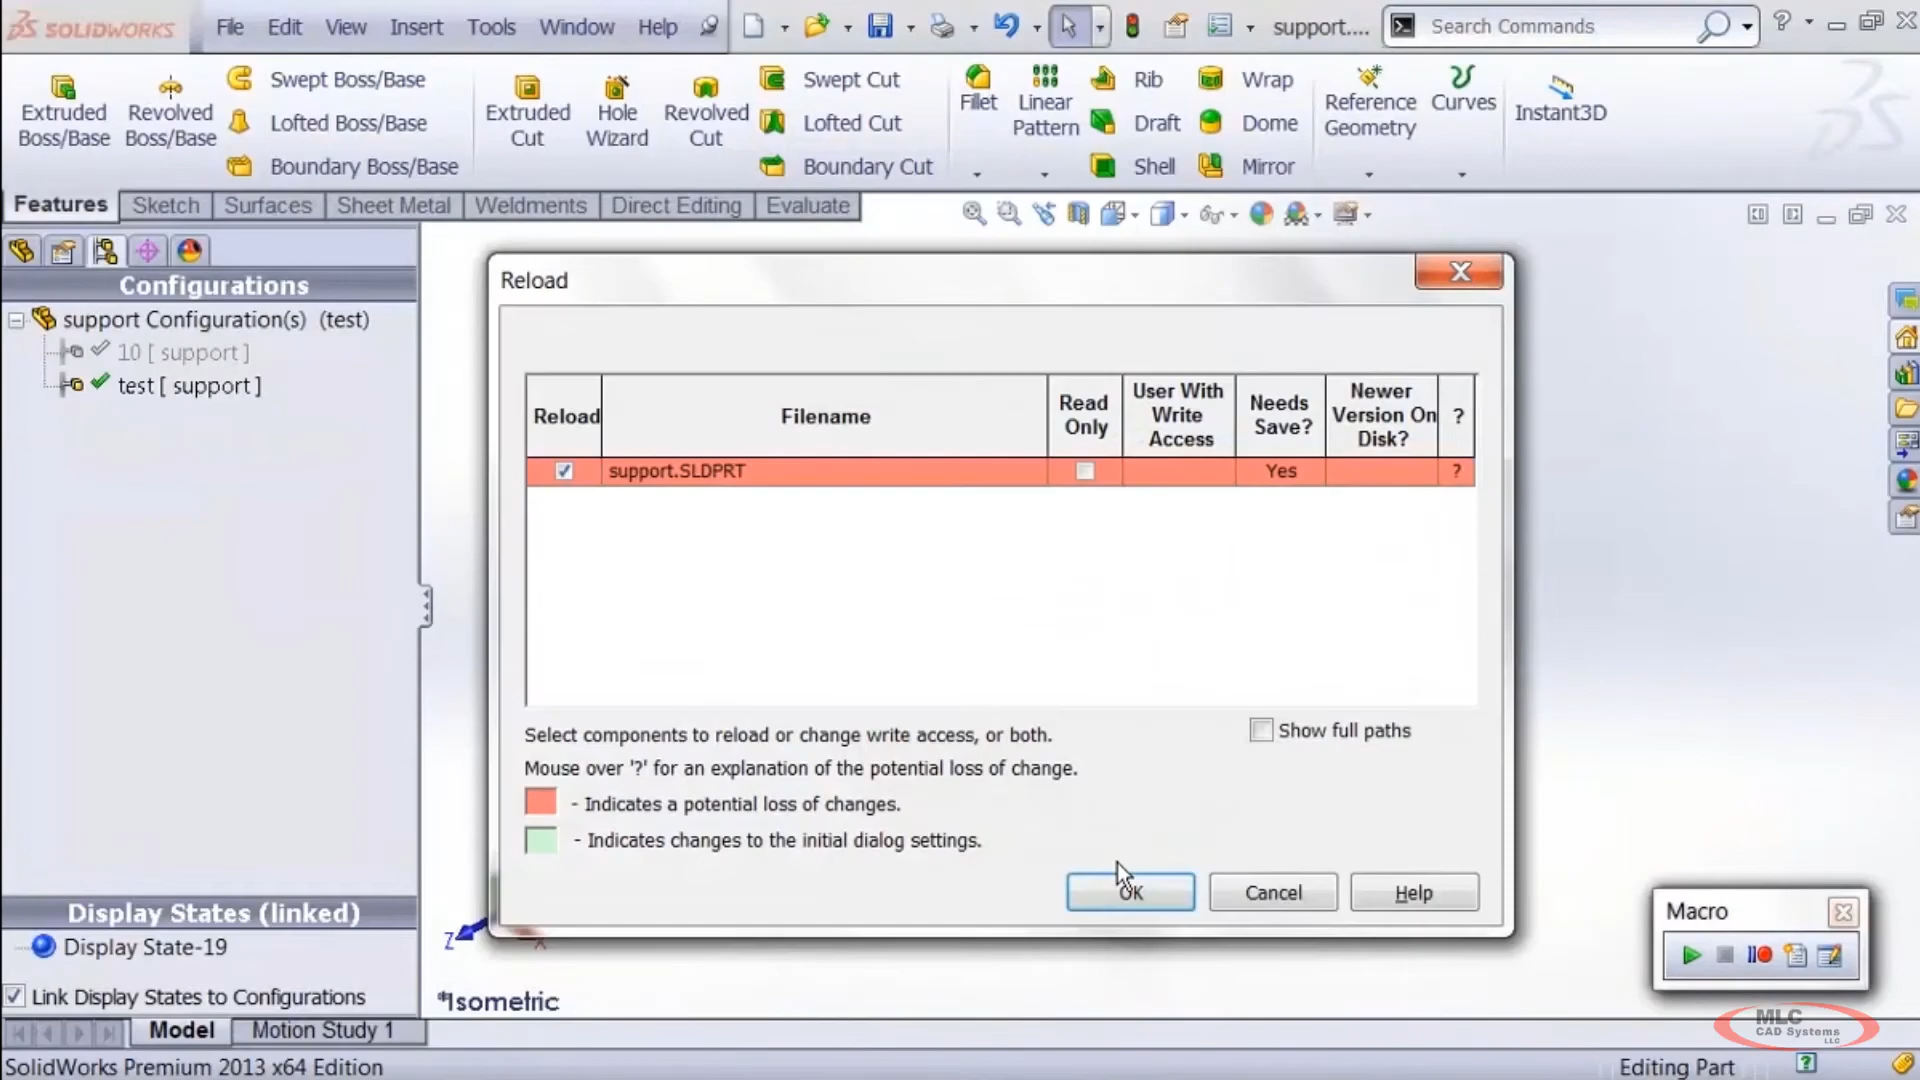 SOLIDWORKS File Edit View Insert Tools Window Help support.... Search Commands ?
Extruded Boss/Base
Revolved Boss/Base
Swept Boss/Base
Lofted Boss/Base
Boundary Boss/Base
Extruded Cut
Hole Wizard
Revolved Cut
Swept Cut
Lofted Cut
Boundary Cut
Fillet
Linear Pattern
Rib
Draft
Shell
Wrap
Dome
Mirror
Reference Geometry
Curves
Instant3D
Features Sketch Surfaces Sheet Metal Weldments Direct Editing Evaluate
Configurations
support Configuration(s) (test)
10 [ support ]
test [ support ]
Reload
Reload Filename Read Only User With Write Access Needs Save? Newer Version On Disk? ?
support.SLDPRT Yes ?
Select components to reload or change write access, or both.
Show full paths
Mouse over '?' for an explanation of the potential loss of change.
- Indicates a potential loss of changes.
- Indicates changes to the initial dialog settings.
OK Cancel Help
Display States (linked)
Display State-19
Link Display States to Configurations
Z X
*Isometric
Macro
Model Motion Study 1
MLC
CAD Systems
LLC
SolidWorks Premium 2013 x64 Edition
Editing Part ?